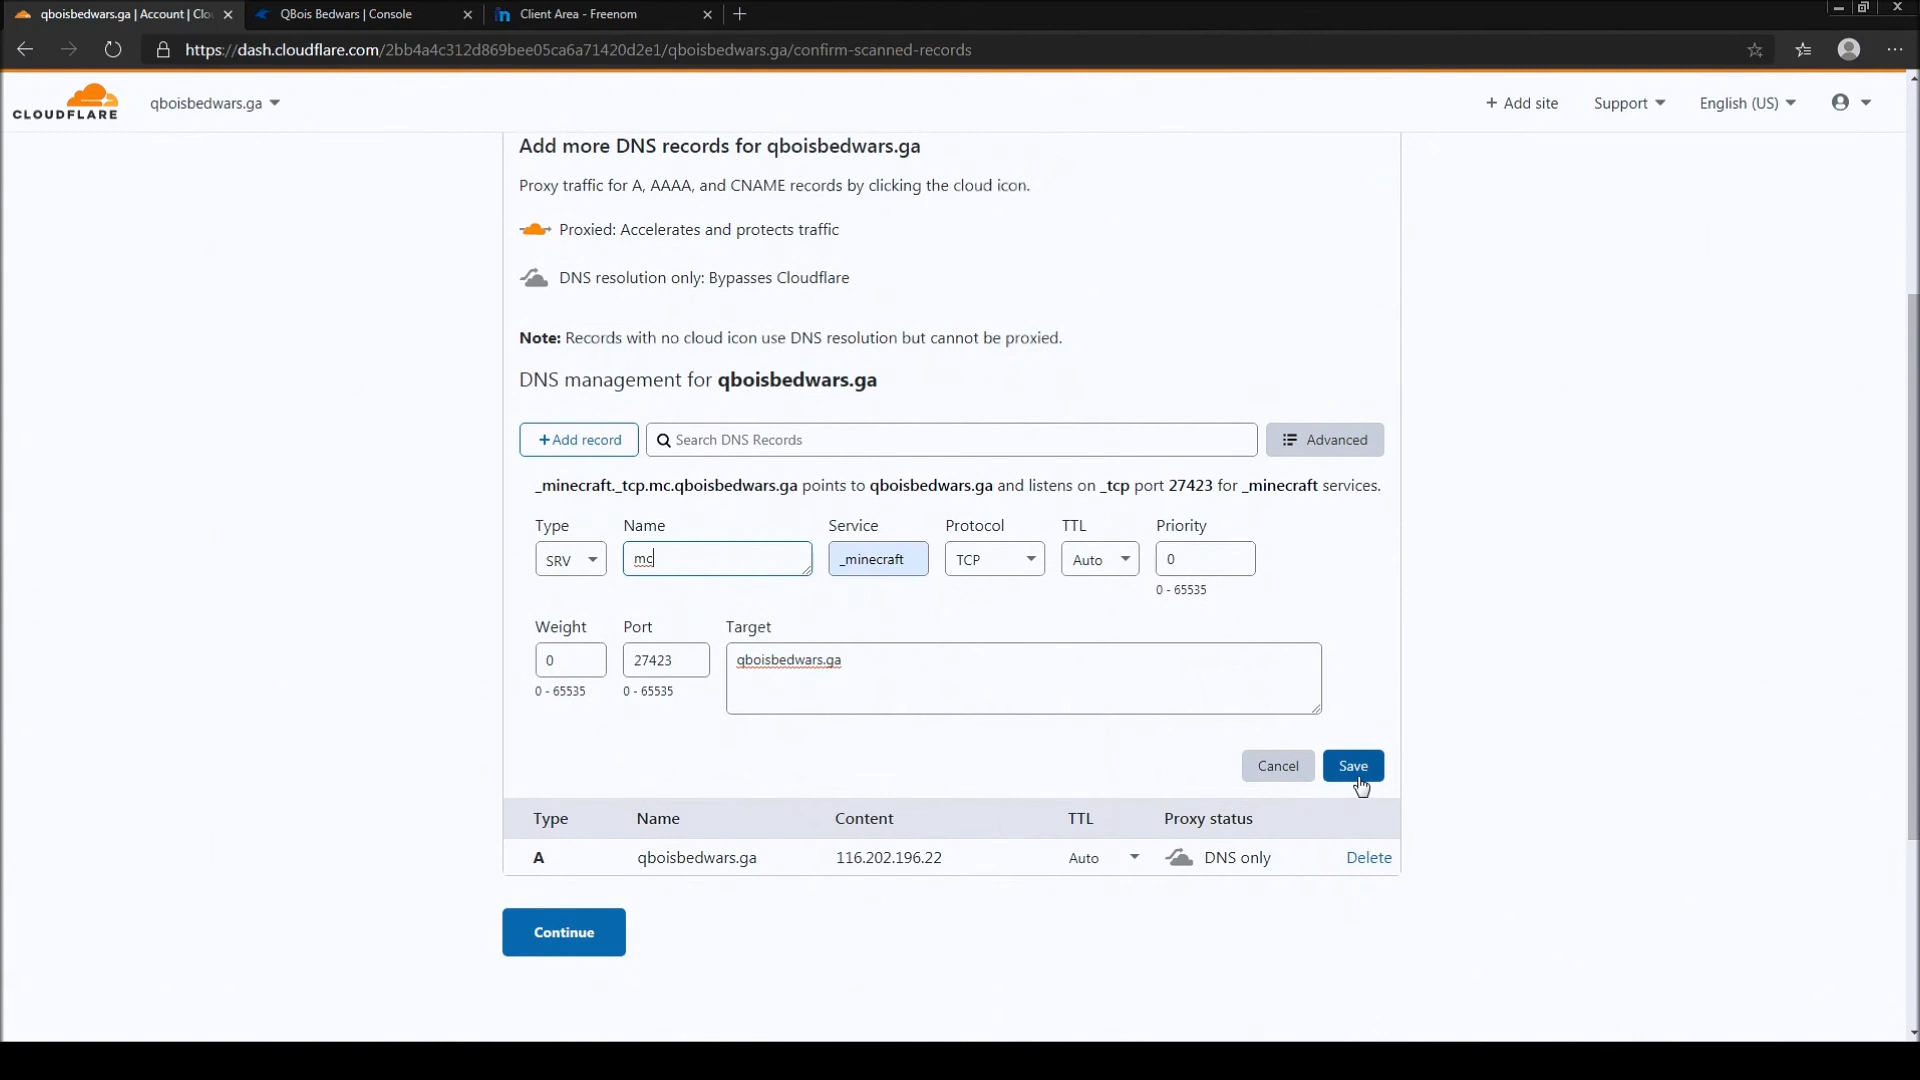 qboisbedwars.ga | Account | Clo
QBois Bedwars | Console
Client Area - Freenom
https://dash.cloudflare.com/2bb4a4c312d869bee05ca6a71420d2e1/qboisbedwars.ga/confirm-scanned-records
CLOUDFLARE
qboisbedwars.ga
+ Add site
Support
English (US)
Add more DNS records for qboisbedwars.ga
Proxy traffic for A, AAAA, and CNAME records by clicking the cloud icon.
Proxied: Accelerates and protects traffic
DNS resolution only: Bypasses Cloudflare
Note: Records with no cloud icon use DNS resolution but cannot be proxied.
DNS management for qboisbedwars.ga
+Add record
Search DNS Records
Advanced
_minecraft._tcp.mc.qboisbedwars.ga points to qboisbedwars.ga and listens on _tcp port 27423 for _minecraft services.
Type Name Service Protocol TTL Priority
SRV mc _minecraft TCP Auto 0
0 - 65535
Weight Port Target
0 27423 qboisbedwars.ga
0 - 65535 0 - 65535
Cancel Save
Type Name Content TTL Proxy status
A qboisbedwars.ga 116.202.196.22 Auto DNS only Delete
Continue